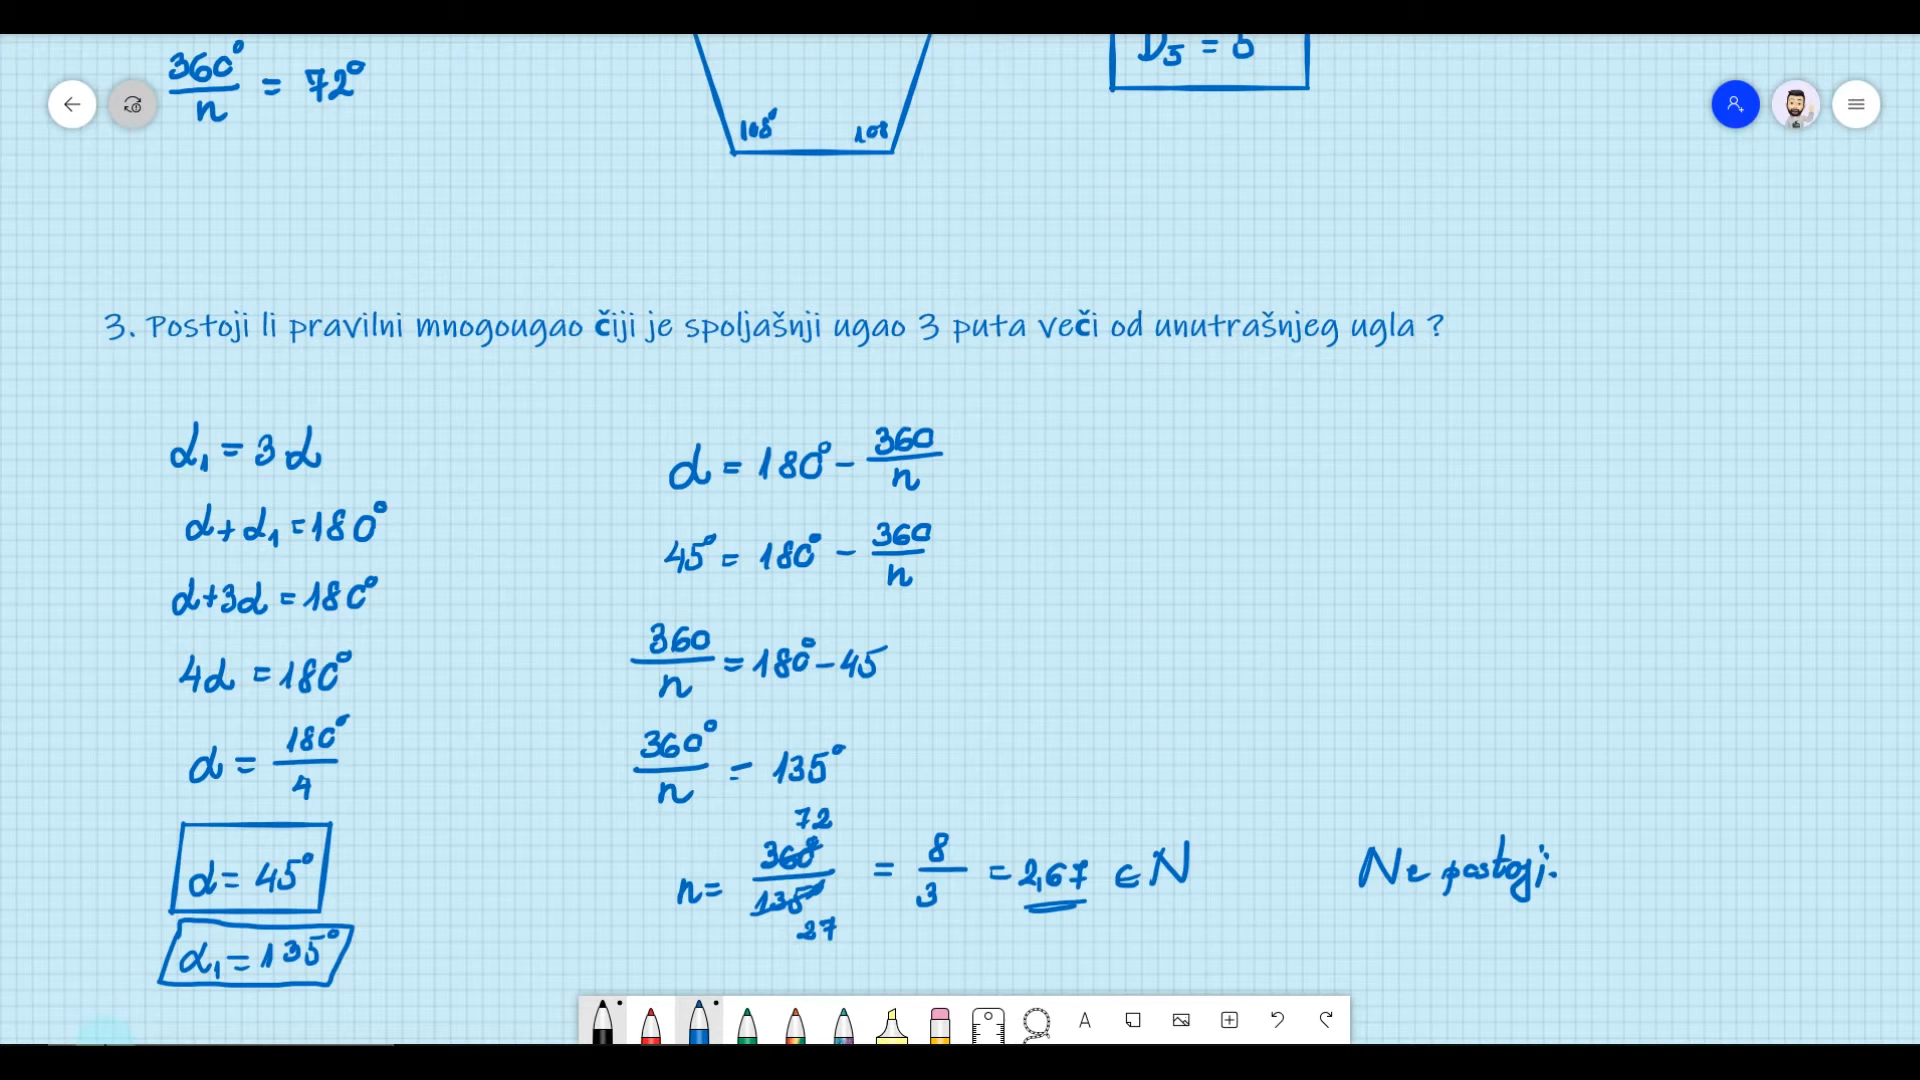 360° / n = 72°
D₅ = 5
108° 108
3. Postoji li pravilni mnogougao čiji je spoljašnji ugao 3 puta veči od unutrašnjeg ugla ?
α₁ = 3α
α + α₁ = 180°
α + 3α = 180°
4α = 180°
α = 180° / 4
α = 45°
α₁ = 135°
α = 180° - 360 / n
45° = 180° - 360 / n
360 / n = 180° - 45
360° / n = 135°
72
n = 360° / 135° = 8 / 3 = 2,67 ∈ N
27
Ne postoji.
A